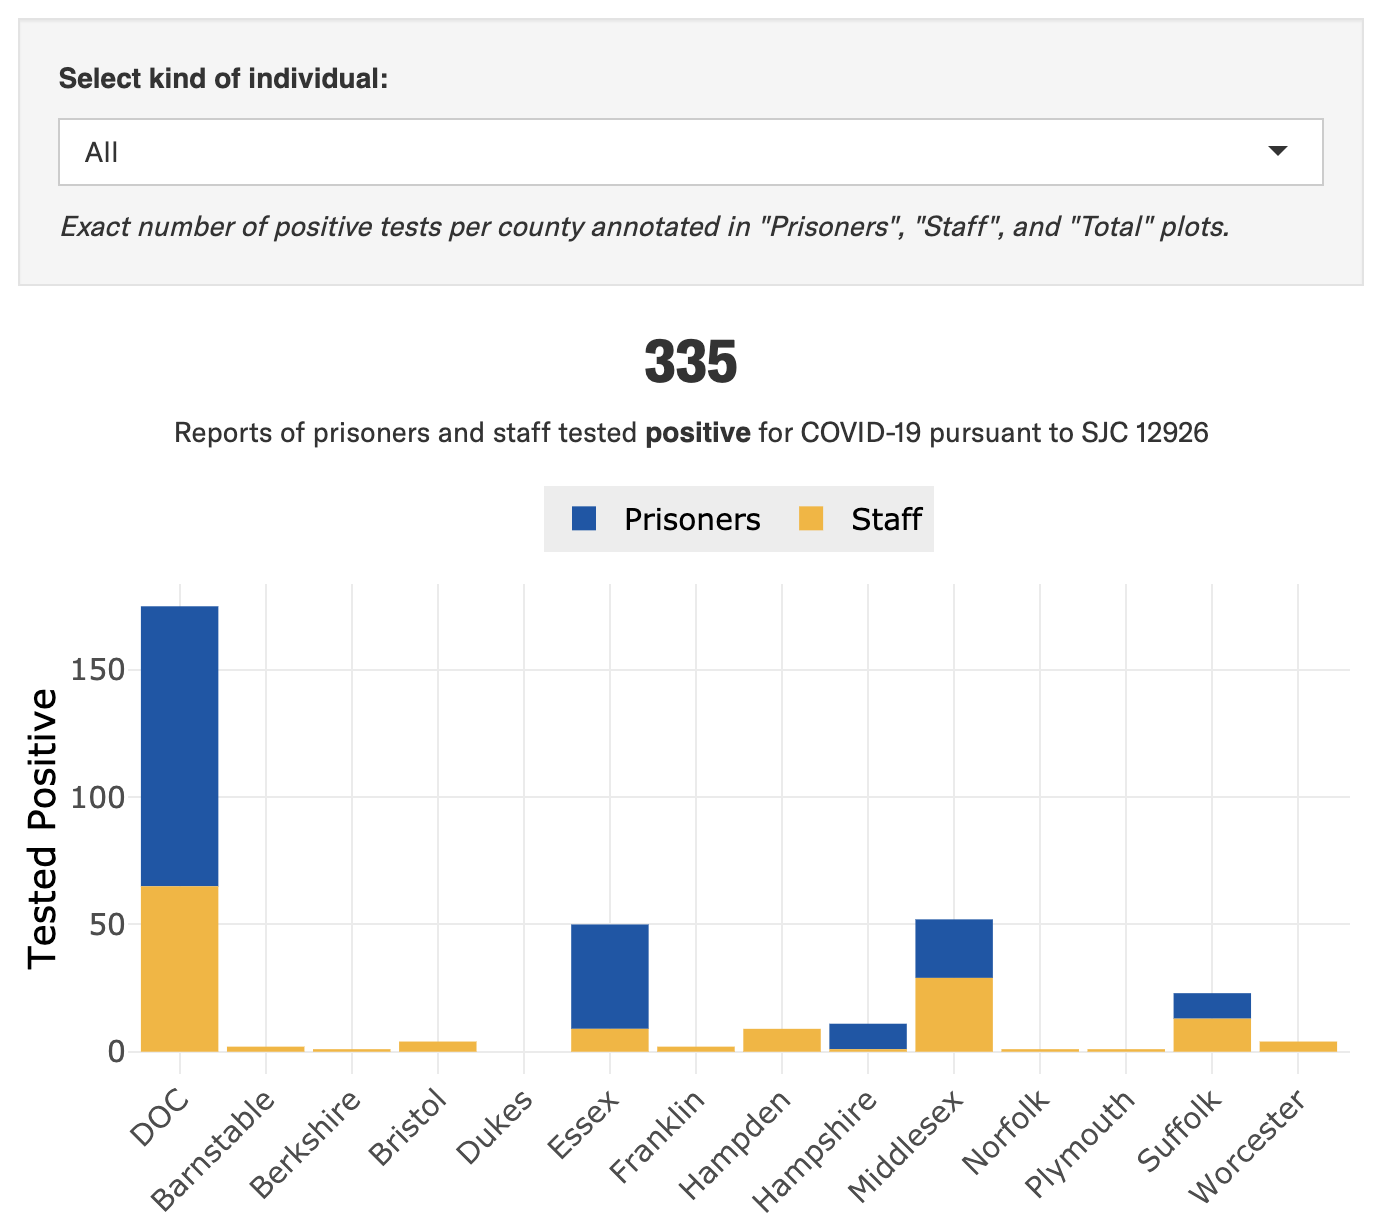 Select kind of individual:
All
Exact number of positive tests per county annotated in "Prisoners", "Staff", and "Total" plots.
335
Reports of prisoners and staff tested positive for COVID-19 pursuant to SJC 12926
Prisoners Staff
Tested Positive
150
100
50
0
DOC
Barnstable
Berkshire
Bristol
Dukes
Essex
Franklin
Hampden
Hampshire
Middlesex
Norfolk
Plymouth
Suffolk
Worcester